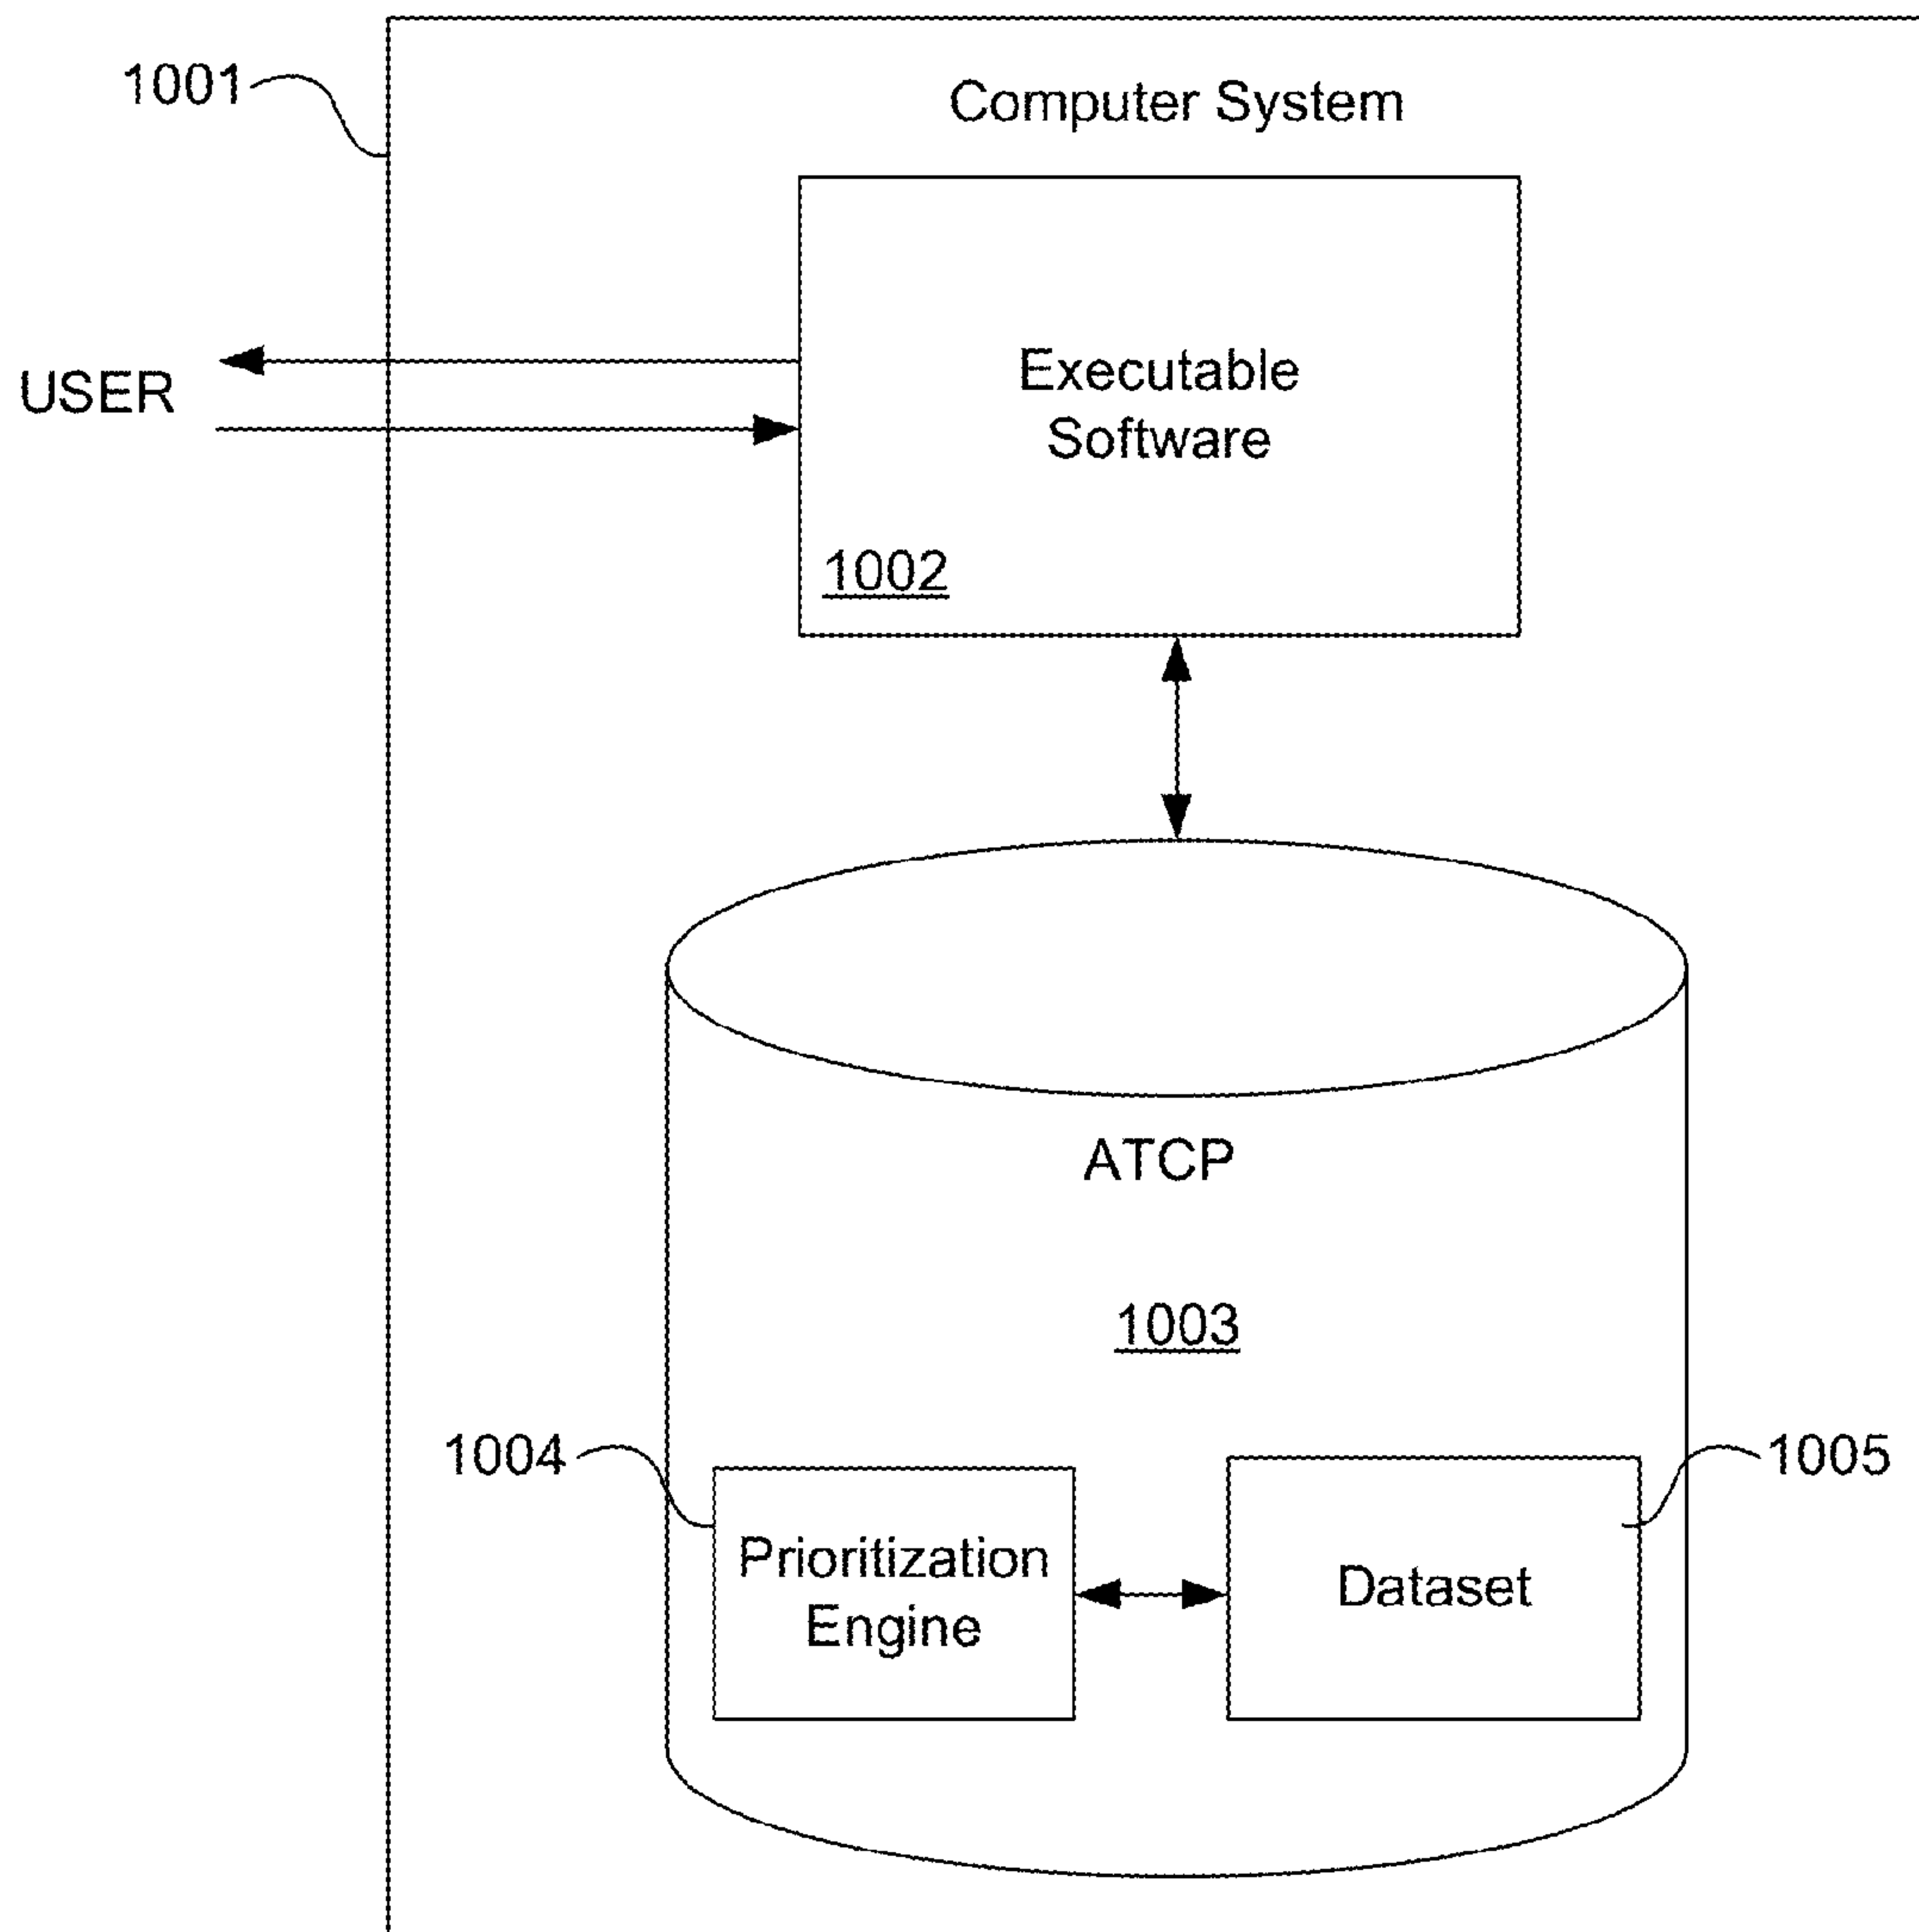 1001
Computer System
USER
Executable
Software
1002
ATCP
1003
1004
1005
Prioritization
Engine
Dataset